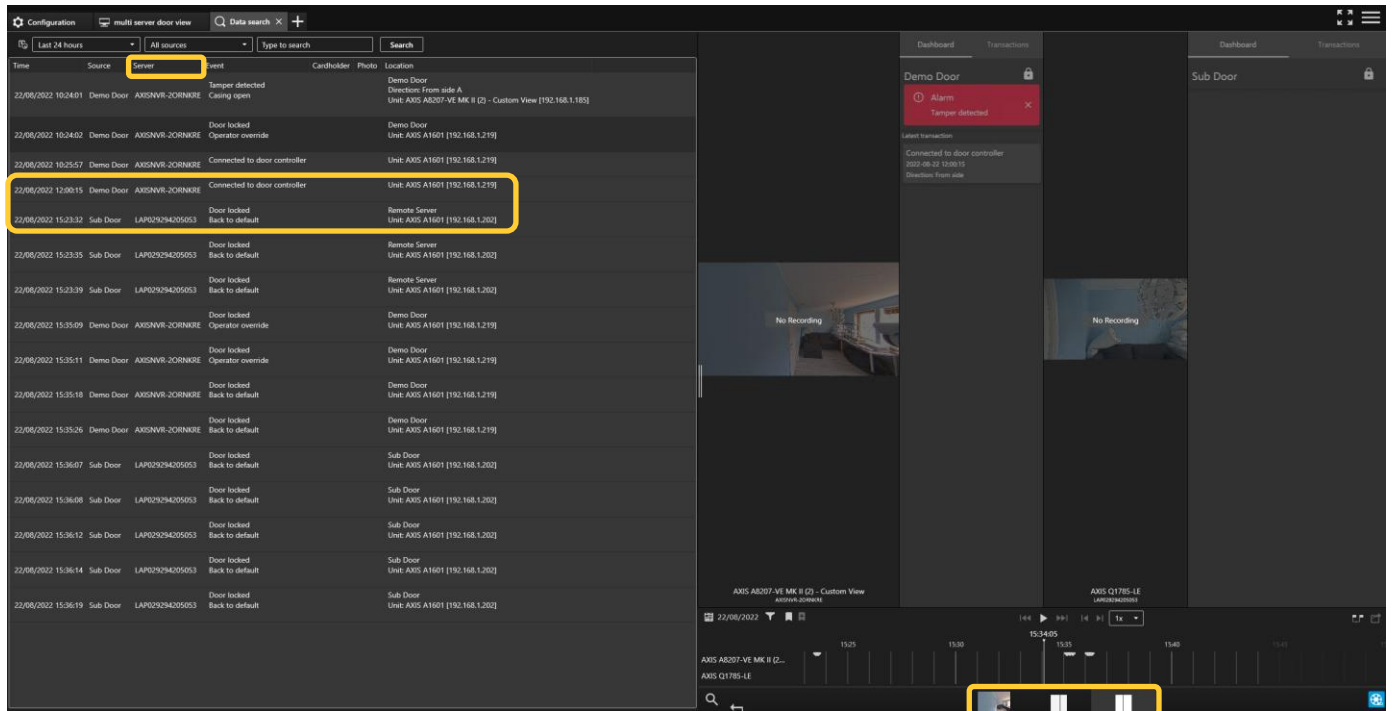 Configuration
multi server door view
Data search
Last 24 hours
All sources
Type to search
Search
Time Source Server Event Cardholder Photo Location
22/08/2022 10:24:01 Demo Door AXISNVR-2ORNKRE
Tamper detected
Casing open
Demo Door
Direction: From side A
Unit: AXIS A8207-VE MK II (2) - Custom View [192.168.1.185]
22/08/2022 10:24:02 Demo Door AXISNVR-2ORNKRE
Door locked
Operator override
Demo Door
Unit: AXIS A1601 [192.168.1.219]
22/08/2022 10:25:57 Demo Door AXISNVR-2ORNKRE
Connected to door controller
Unit: AXIS A1601 [192.168.1.219]
22/08/2022 12:00:15 Demo Door AXISNVR-2ORNKRE
Connected to door controller
Unit: AXIS A1601 [192.168.1.219]
22/08/2022 15:23:32 Sub Door LAP029294205053
Door locked
Back to default
Remote Server
Unit: AXIS A1601 [192.168.1.202]
22/08/2022 15:23:35 Sub Door LAP029294205053
Door locked
Back to default
Remote Server
Unit: AXIS A1601 [192.168.1.202]
22/08/2022 15:23:39 Sub Door LAP029294205053
Door locked
Back to default
Remote Server
Unit: AXIS A1601 [192.168.1.202]
22/08/2022 15:35:09 Demo Door AXISNVR-2ORNKRE
Door locked
Operator override
Demo Door
Unit: AXIS A1601 [192.168.1.219]
22/08/2022 15:35:11 Demo Door AXISNVR-2ORNKRE
Door locked
Operator override
Demo Door
Unit: AXIS A1601 [192.168.1.219]
22/08/2022 15:35:18 Demo Door AXISNVR-2ORNKRE
Door locked
Back to default
Demo Door
Unit: AXIS A1601 [192.168.1.219]
22/08/2022 15:35:26 Demo Door AXISNVR-2ORNKRE
Door locked
Back to default
Demo Door
Unit: AXIS A1601 [192.168.1.219]
22/08/2022 15:36:07 Sub Door LAP029294205053
Door locked
Back to default
Sub Door
Unit: AXIS A1601 [192.168.1.202]
22/08/2022 15:36:08 Sub Door LAP029294205053
Door locked
Back to default
Sub Door
Unit: AXIS A1601 [192.168.1.202]
22/08/2022 15:36:12 Sub Door LAP029294205053
Door locked
Back to default
Sub Door
Unit: AXIS A1601 [192.168.1.202]
22/08/2022 15:36:14 Sub Door LAP029294205053
Door locked
Back to default
Sub Door
Unit: AXIS A1601 [192.168.1.202]
22/08/2022 15:36:19 Sub Door LAP029294205053
Door locked
Back to default
Sub Door
Unit: AXIS A1601 [192.168.1.202]
No Recording
AXIS A8207-VE MK II (2) - Custom View
AXISNVR-2ORNKRE
Dashboard Transactions
Demo Door
Alarm
Tamper detected
Latest transaction
Connected to door controller
2022-08-22 12:00:15
Direction: From side
No Recording
AXIS Q1785-LE
LAP029294205053
Dashboard Transactions
Sub Door
22/08/2022
1x
15:34:05
15:25 15:30 15:35 15:40 15:45
AXIS A8207-VE MK II (2...
AXIS Q1785-LE